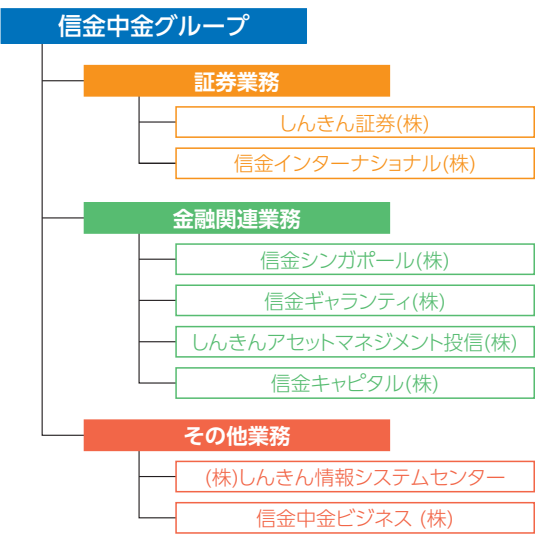 信金中金グループ
証券業務
しんきん証券(株)
信金インターナショナル(株)
金融関連業務
信金シンガポール(株)
信金ギャランティ(株)
しんきんアセットマネジメント投信(株)
信金キャピタル(株)
その他業務
(株)しんきん情報システムセンター
信金中金ビジネス (株)